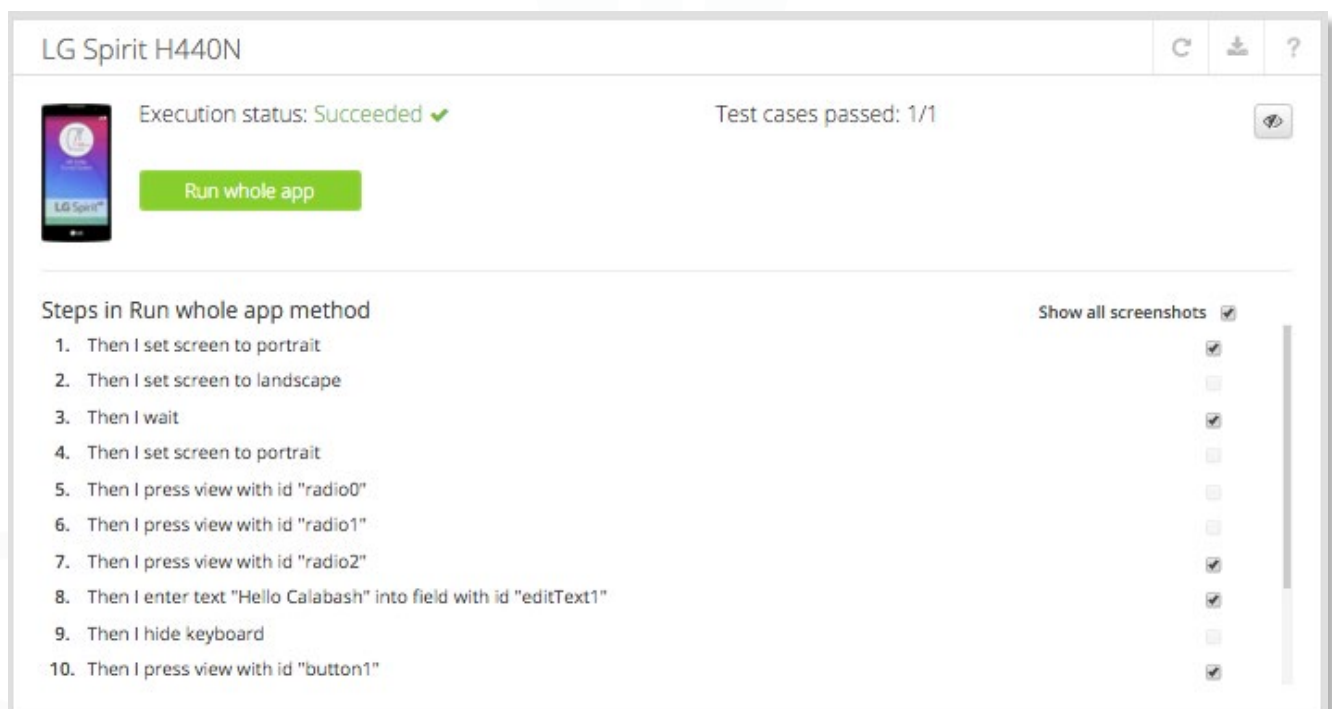 LG Spirit H440N
?
Execution status: Succeeded ✔
Test cases passed: 1/1
Run whole app
LG Spirit
LG
Steps in Run whole app method
Show all screenshots
1. Then I set screen to portrait
2. Then I set screen to landscape
3. Then I wait
4. Then I set screen to portrait
5. Then I press view with id "radio0"
6. Then I press view with id "radio1"
7. Then I press view with id "radio2"
8. Then I enter text "Hello Calabash" into field with id "editText1"
9. Then I hide keyboard
10. Then I press view with id "button1"